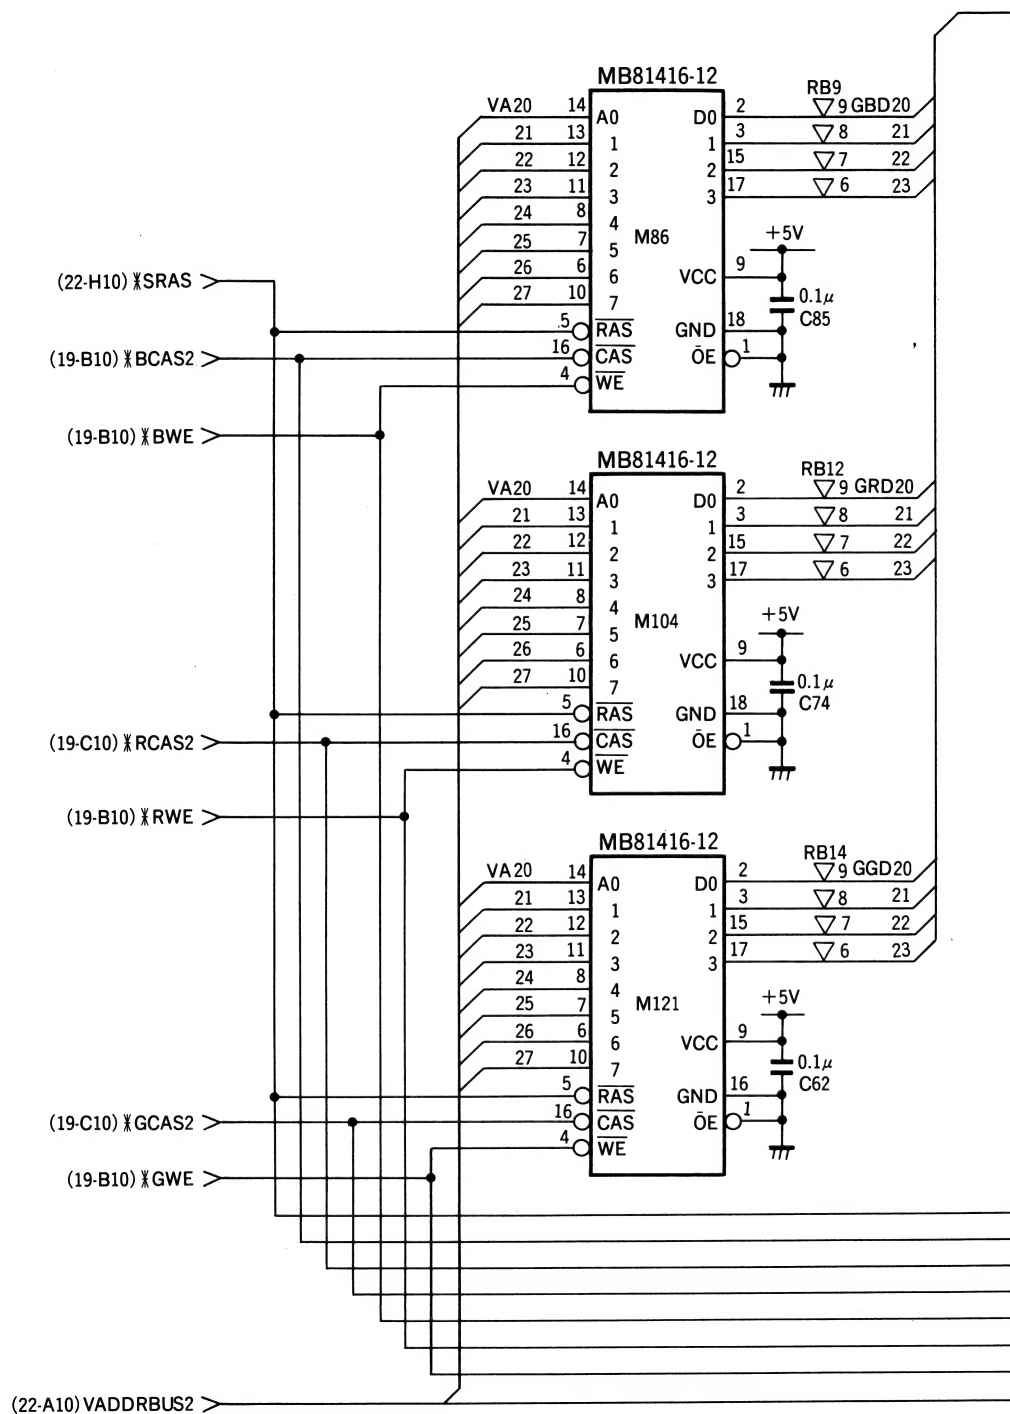 MB81416-12
RB9
VA20 14 A0 D0 2 9 GBD20
21 13 1 1 3 8 21
22 12 2 2 15 7 22
23 11 3 3 17 6 23
24 8 4
M86
+5V
25 7 5
26 6 6 VCC 9
(22-H10) ⁎SRAS
27 10 7
0.1μ
C85
5 RAS GND 18
(19-B10) ⁎BCAS2 16 CAS OE 1
4 WE
(19-B10) ⁎BWE
MB81416-12
RB12
VA20 14 A0 D0 2 9 GRD20
21 13 1 1 3 8 21
22 12 2 2 15 7 22
23 11 3 3 17 6 23
24 8 4
M104
+5V
25 7 5
26 6 6 VCC 9
27 10 7
0.1μ
C74
5 RAS GND 18
(19-C10) ⁎RCAS2 16 CAS OE 1
4 WE
(19-B10) ⁎RWE
MB81416-12
RB14
VA20 14 A0 D0 2 9 GGD20
21 13 1 1 3 8 21
22 12 2 2 15 7 22
23 11 3 3 17 6 23
24 8 4
M121
+5V
25 7 5
26 6 6 VCC 9
27 10 7
0.1μ
C62
5 RAS GND 16
(19-C10) ⁎GCAS2 16 CAS OE 1
4 WE
(19-B10) ⁎GWE
(22-A10) VADDRBUS2